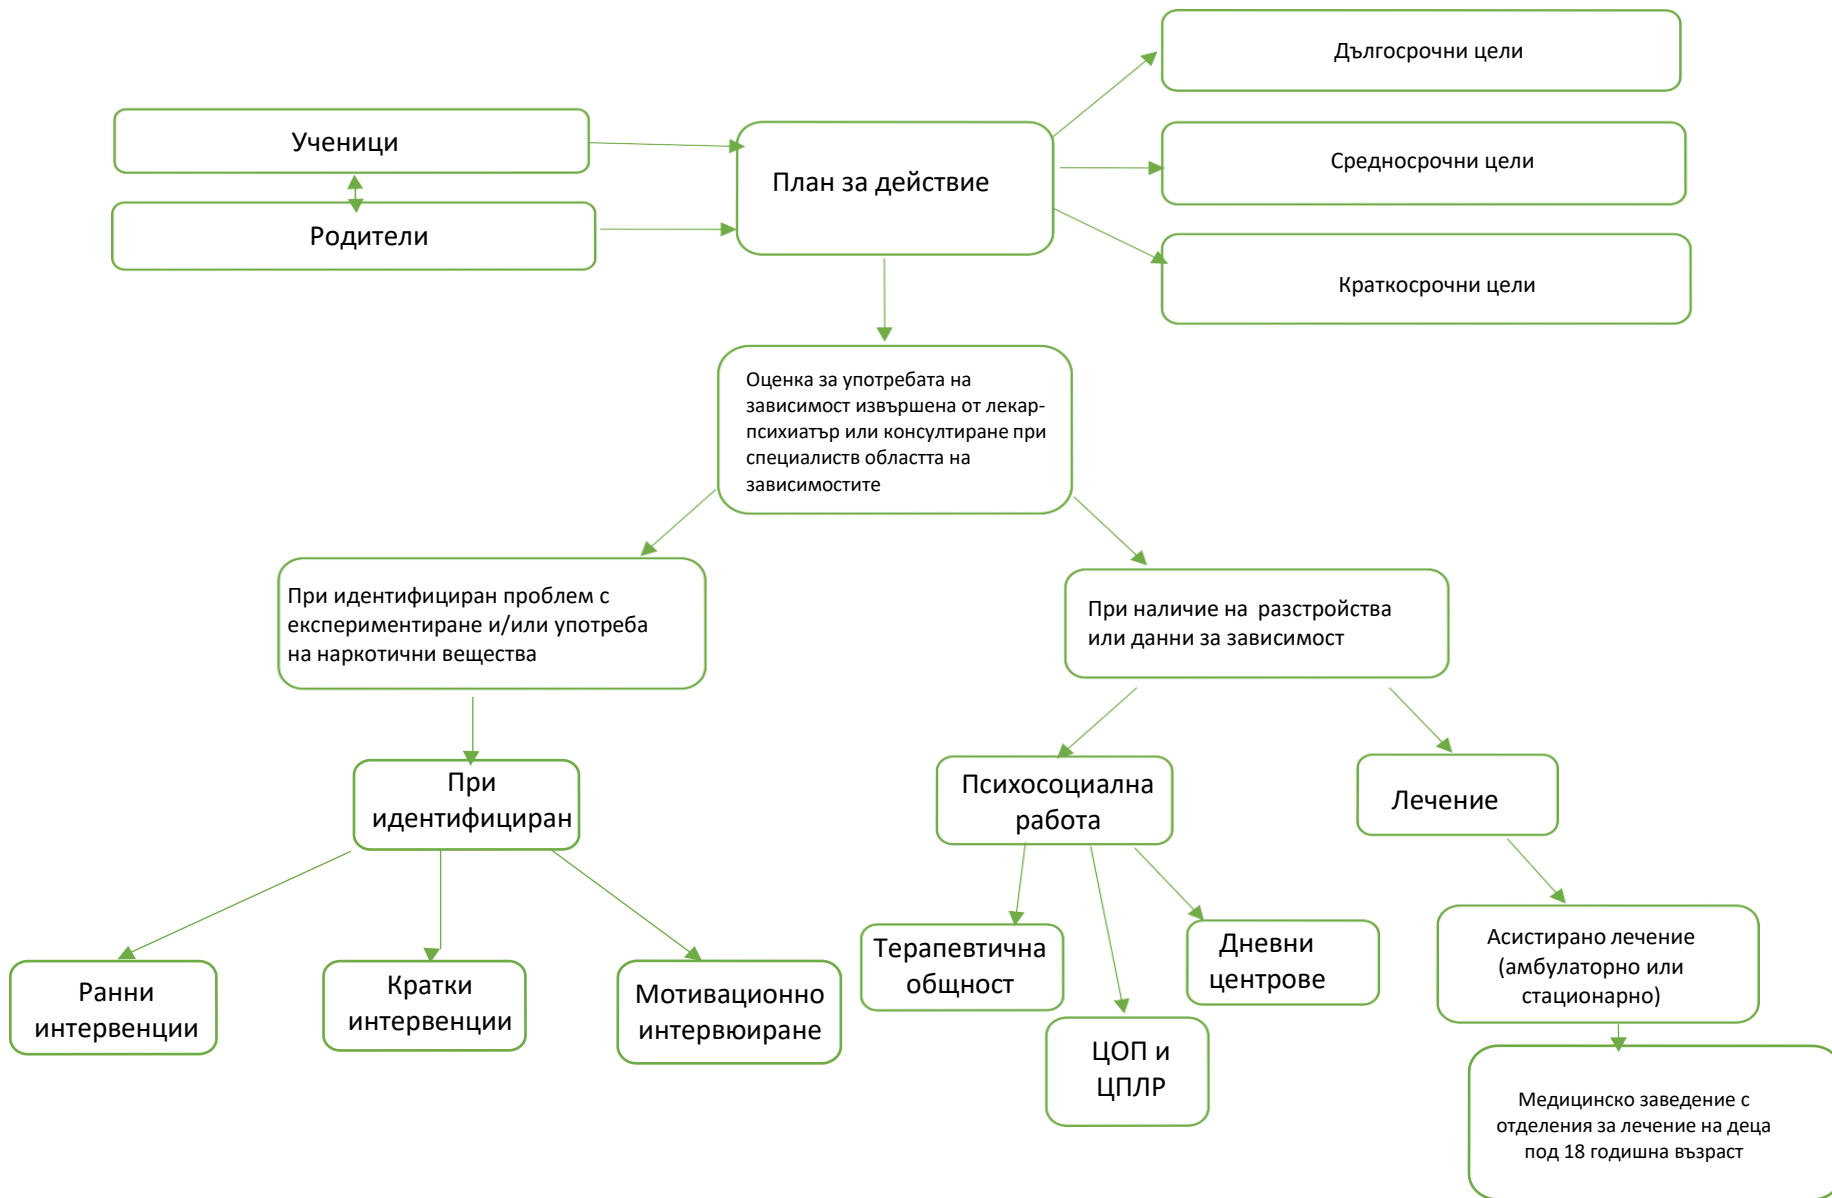 Дългосрочни цели
Ученици
План за действие
Средносрочни цели
Родители
Краткосрочни цели
Оценка за употребата на
зависимост извършена от лекар-
психиатър или консултиране при
специалиств областта на
зависимостите
При идентифициран проблем с
експериментиране и/или употреба
на наркотични вещества
При наличие на разстройства
или данни за зависимост
При
идентифициран
Психосоциална
работа
Лечение
Ранни
интервенции
Кратки
интервенции
Мотивационно
интервюиране
Терапевтична
общност
Дневни
центрове
ЦОП и
ЦПЛР
Асистирано лечение
(амбулаторно или
стационарно)
Медицинско заведение с
отделения за лечение на деца
под 18 годишна възраст